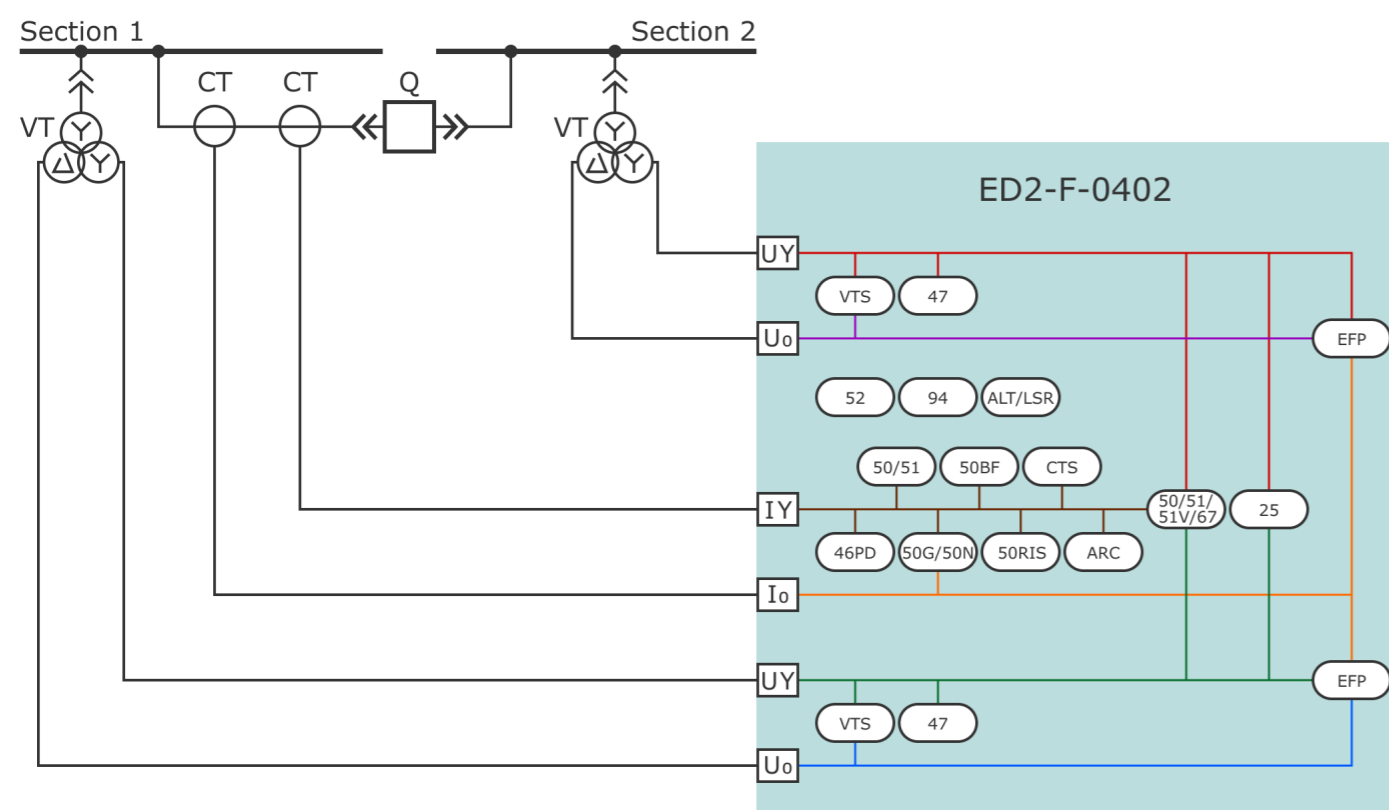 Section 1
Section 2
CT
CT
Q
VT
VT
ED2-F-0402
UY
VTS
47
U0
EFP
52
94
ALT/LSR
50/51
50BF
CTS
IY
50/51/
51V/67
25
46PD
50G/50N
50RIS
ARC
I0
UY
EFP
VTS
47
U0